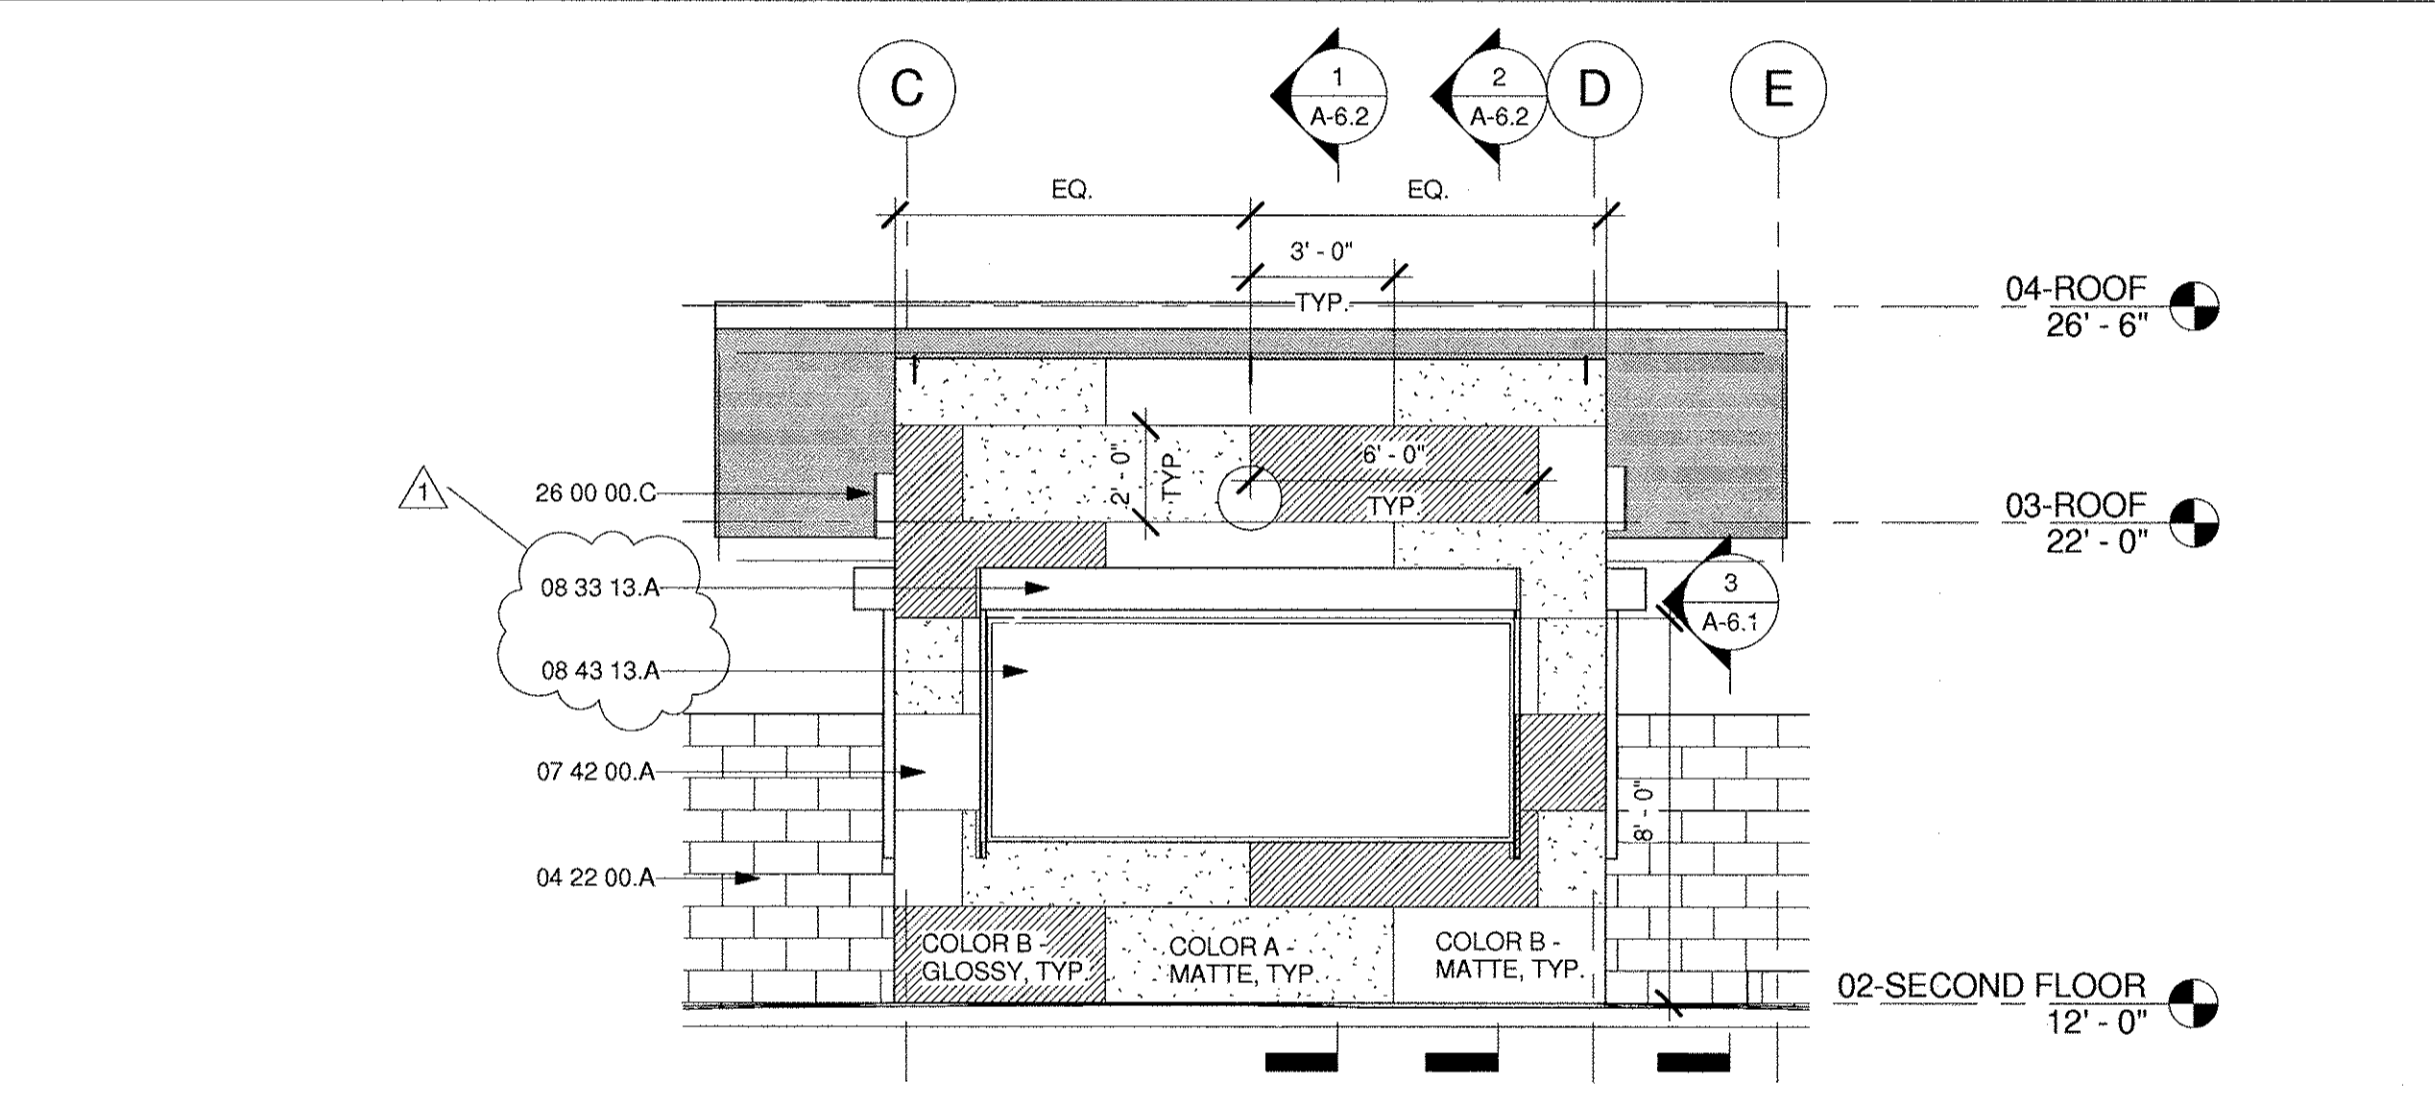 C
1
A-6.2
2
A-6.2
D
E
EQ.
EQ.
3' - 0"
TYP.
04-ROOF
26' - 6"
6' - 0"
TYP.
2' - 0"
TYP
1
26 00 00.C
03-ROOF
22' - 0"
08 33 13.A
3
A-6.1
08 43 13.A
07 42 00.A
8' - 0"
04 22 00.A
COLOR B -
GLOSSY, TYP.
COLOR A -
MATTE, TYP.
COLOR B -
MATTE, TYP.
02-SECOND FLOOR
12' - 0"